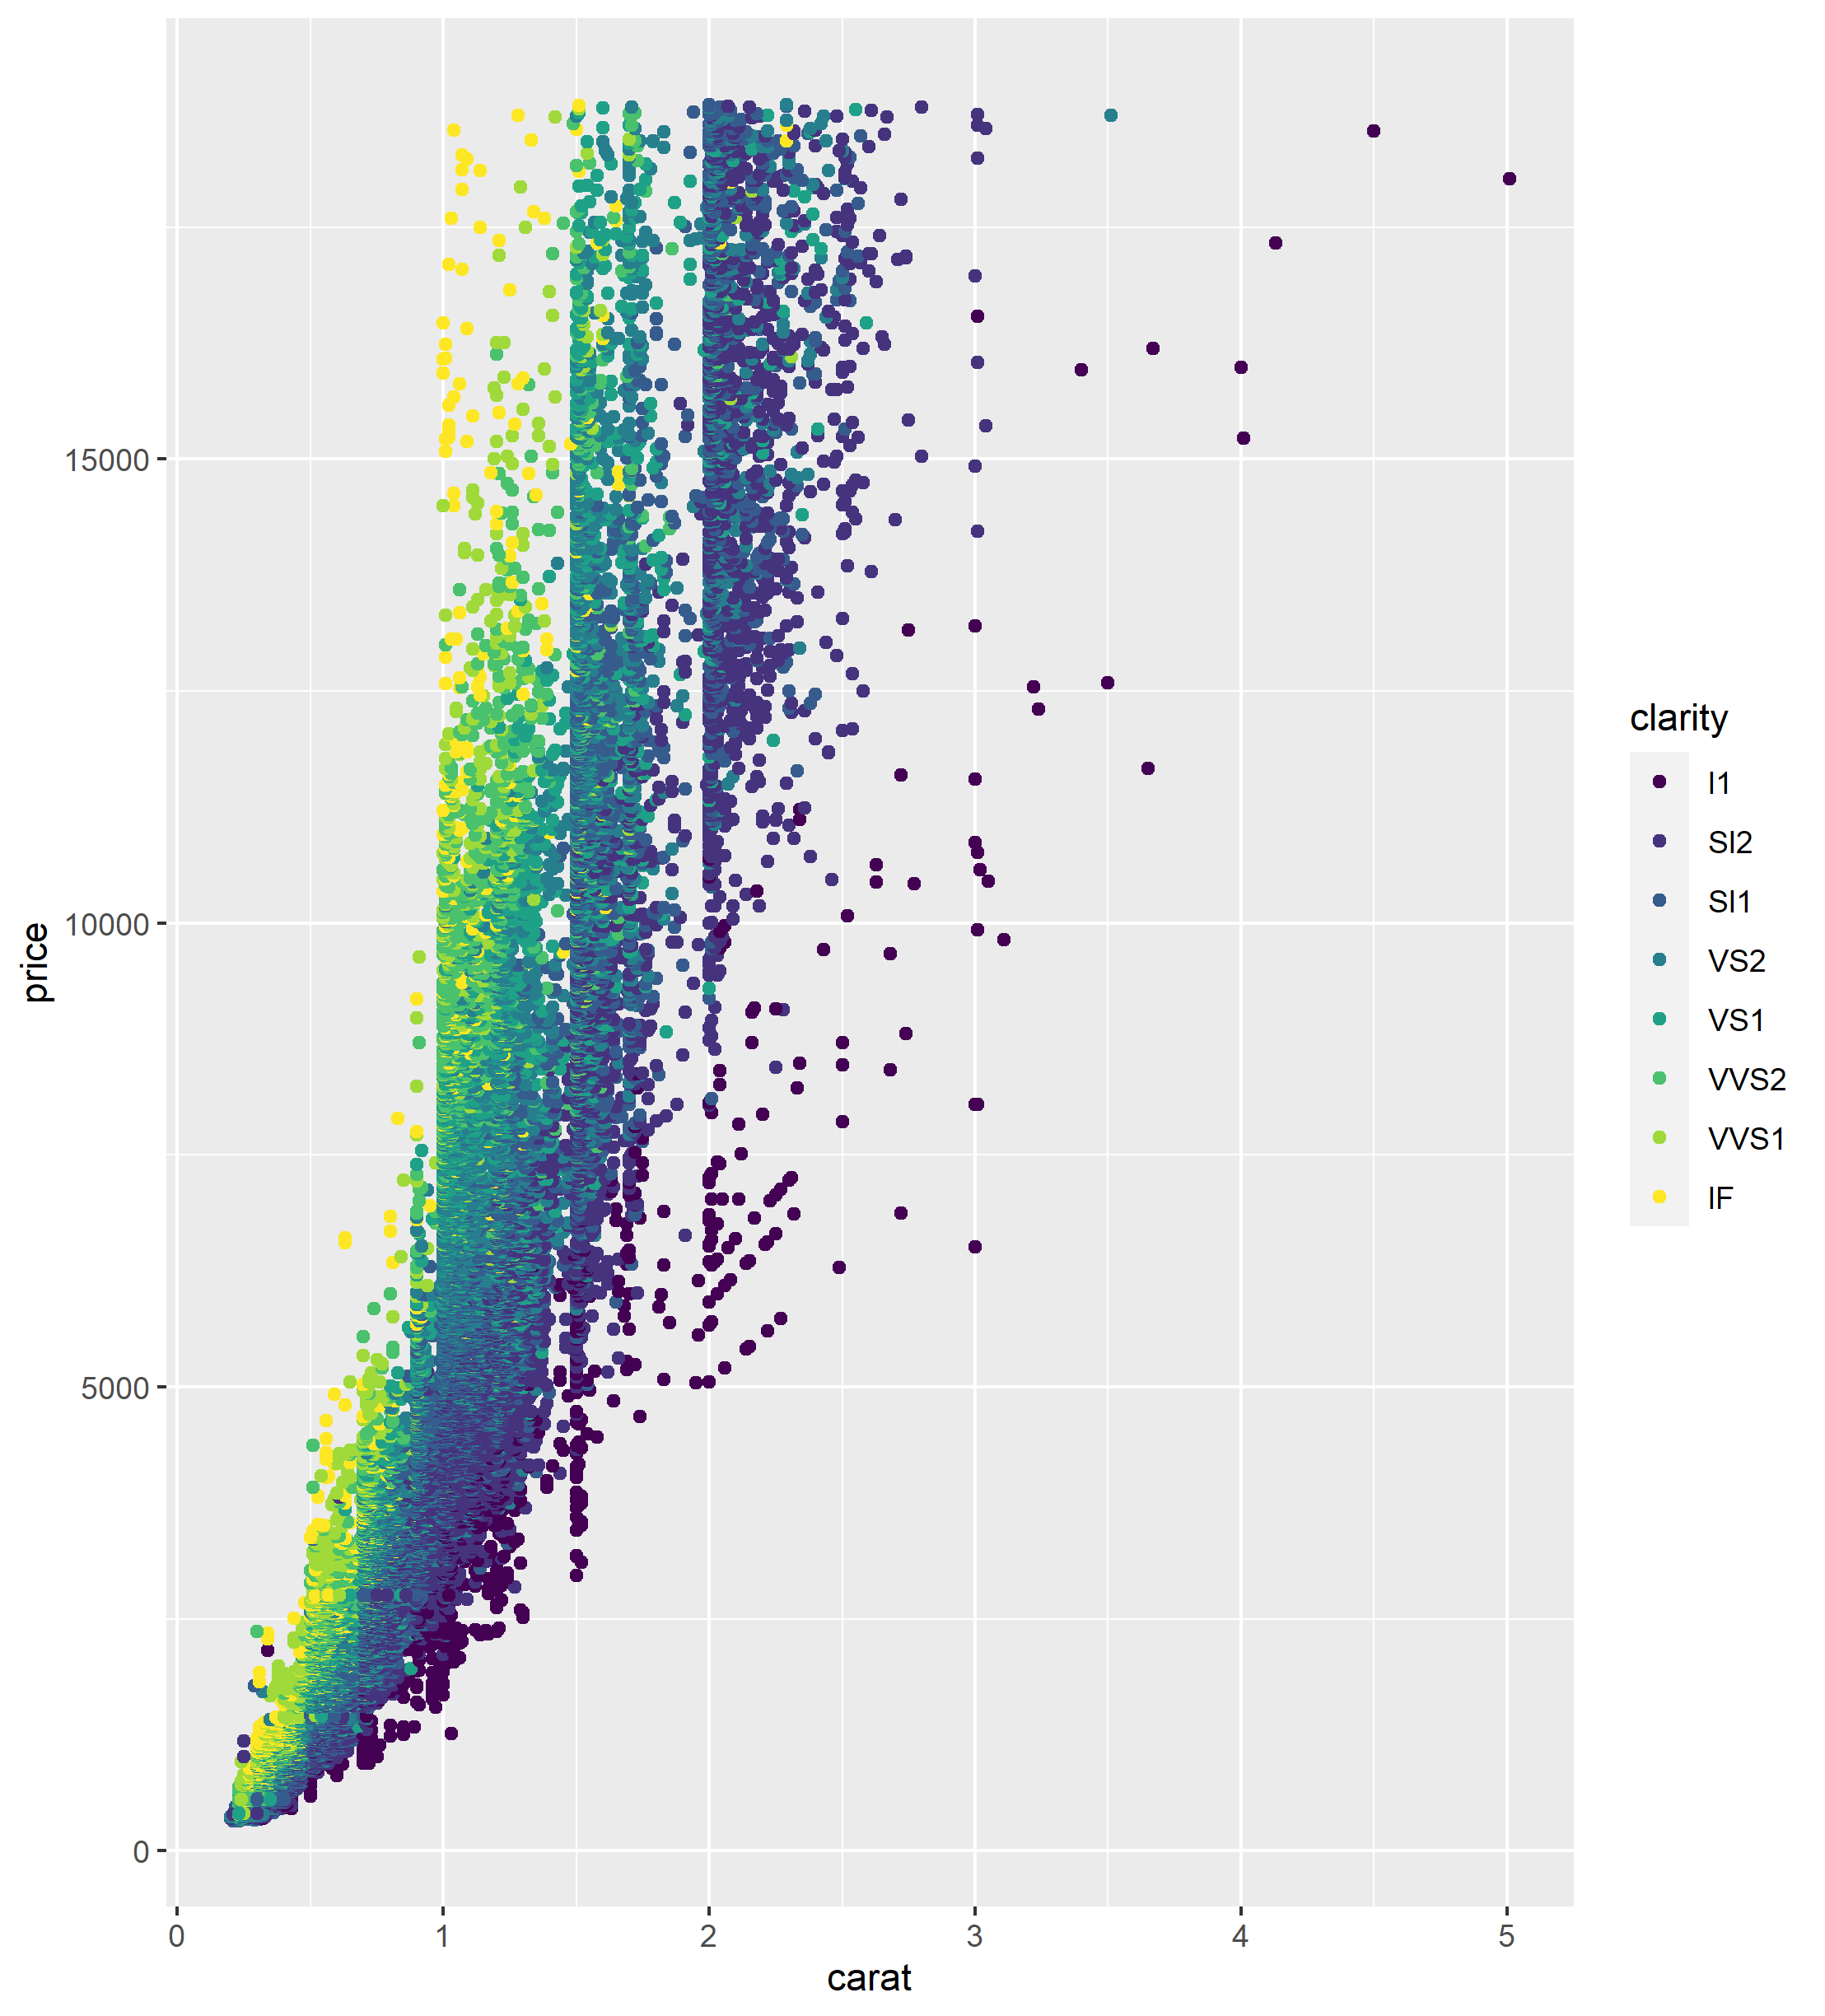 price
15000
10000
5000
0
0 1 2 3 4 5
carat
clarity
I1
SI2
SI1
VS2
VS1
VVS2
VVS1
IF